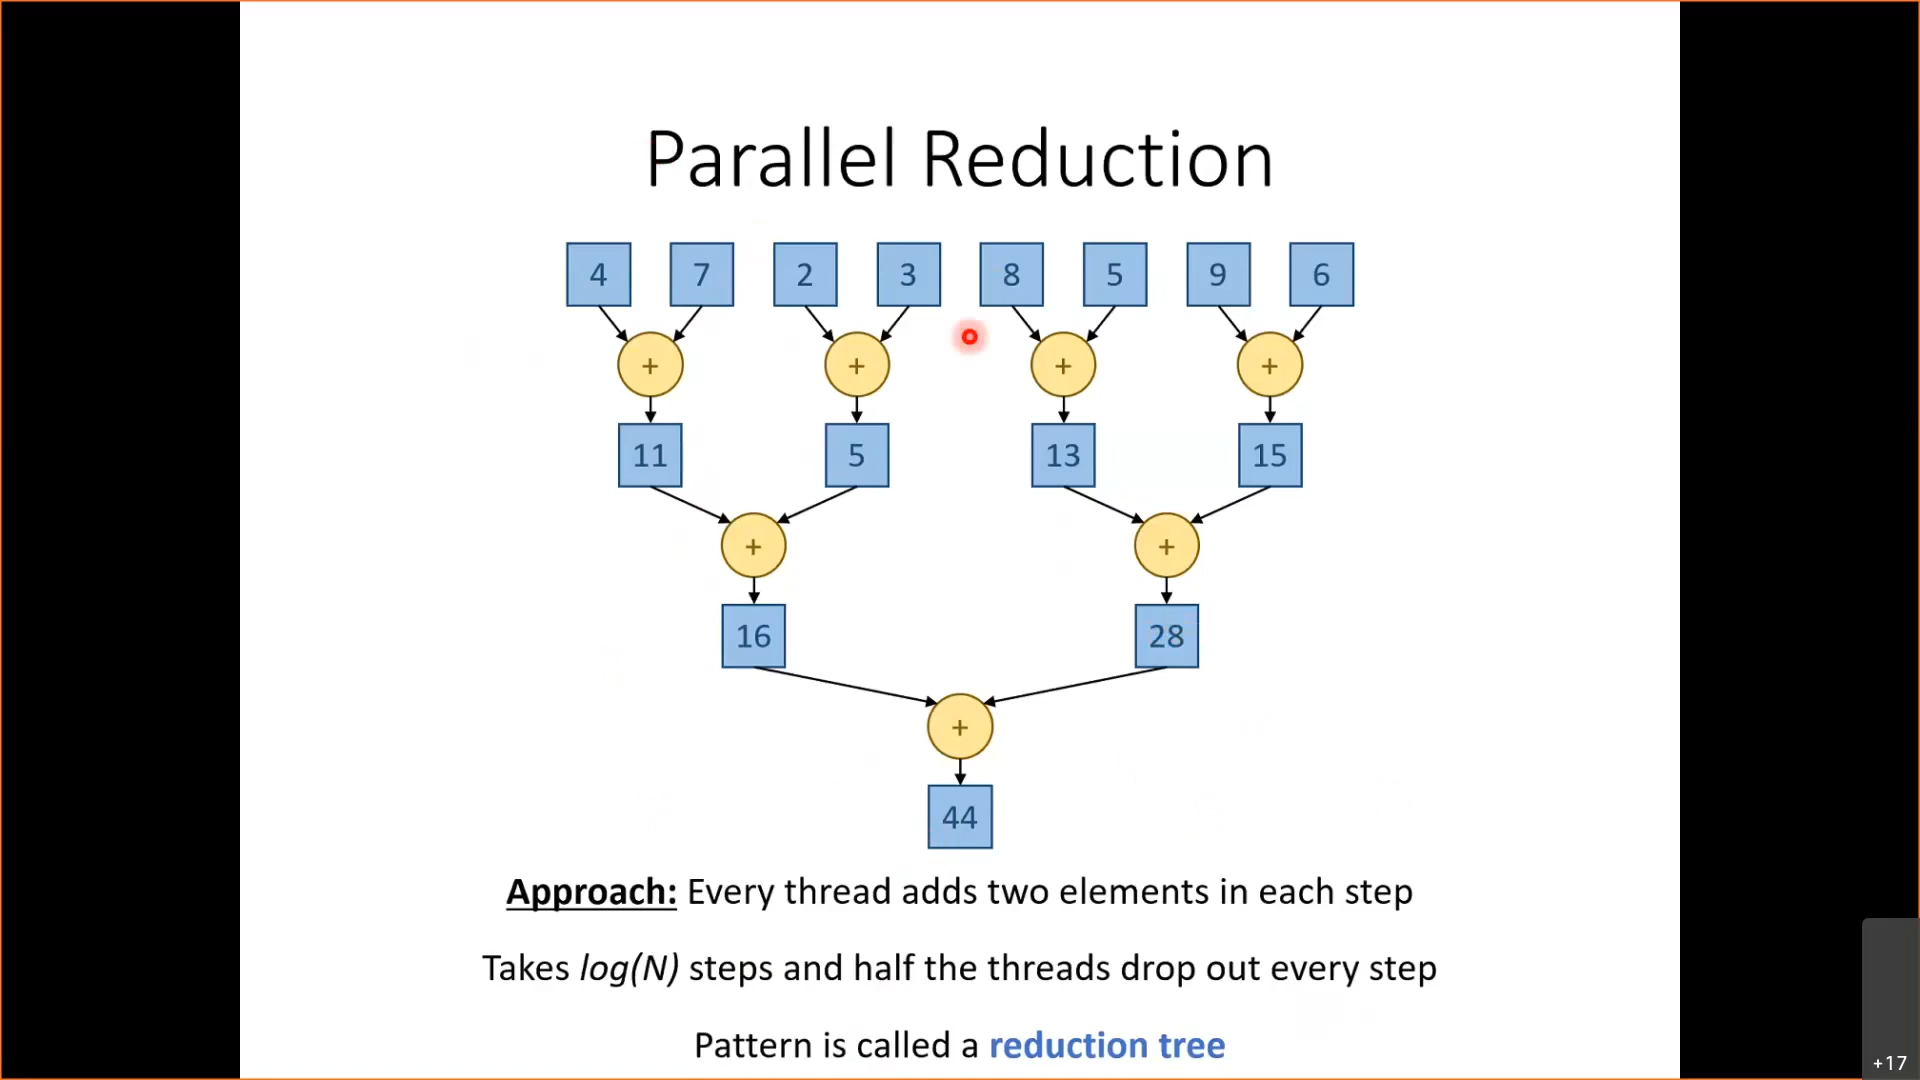 Parallel Reduction
4 7 2 3 8 5 9 6
+ + + +
11 5 13 15
+ +
16 28
+
44
Approach: Every thread adds two elements in each step
Takes log(N) steps and half the threads drop out every step
Pattern is called a reduction tree
+17